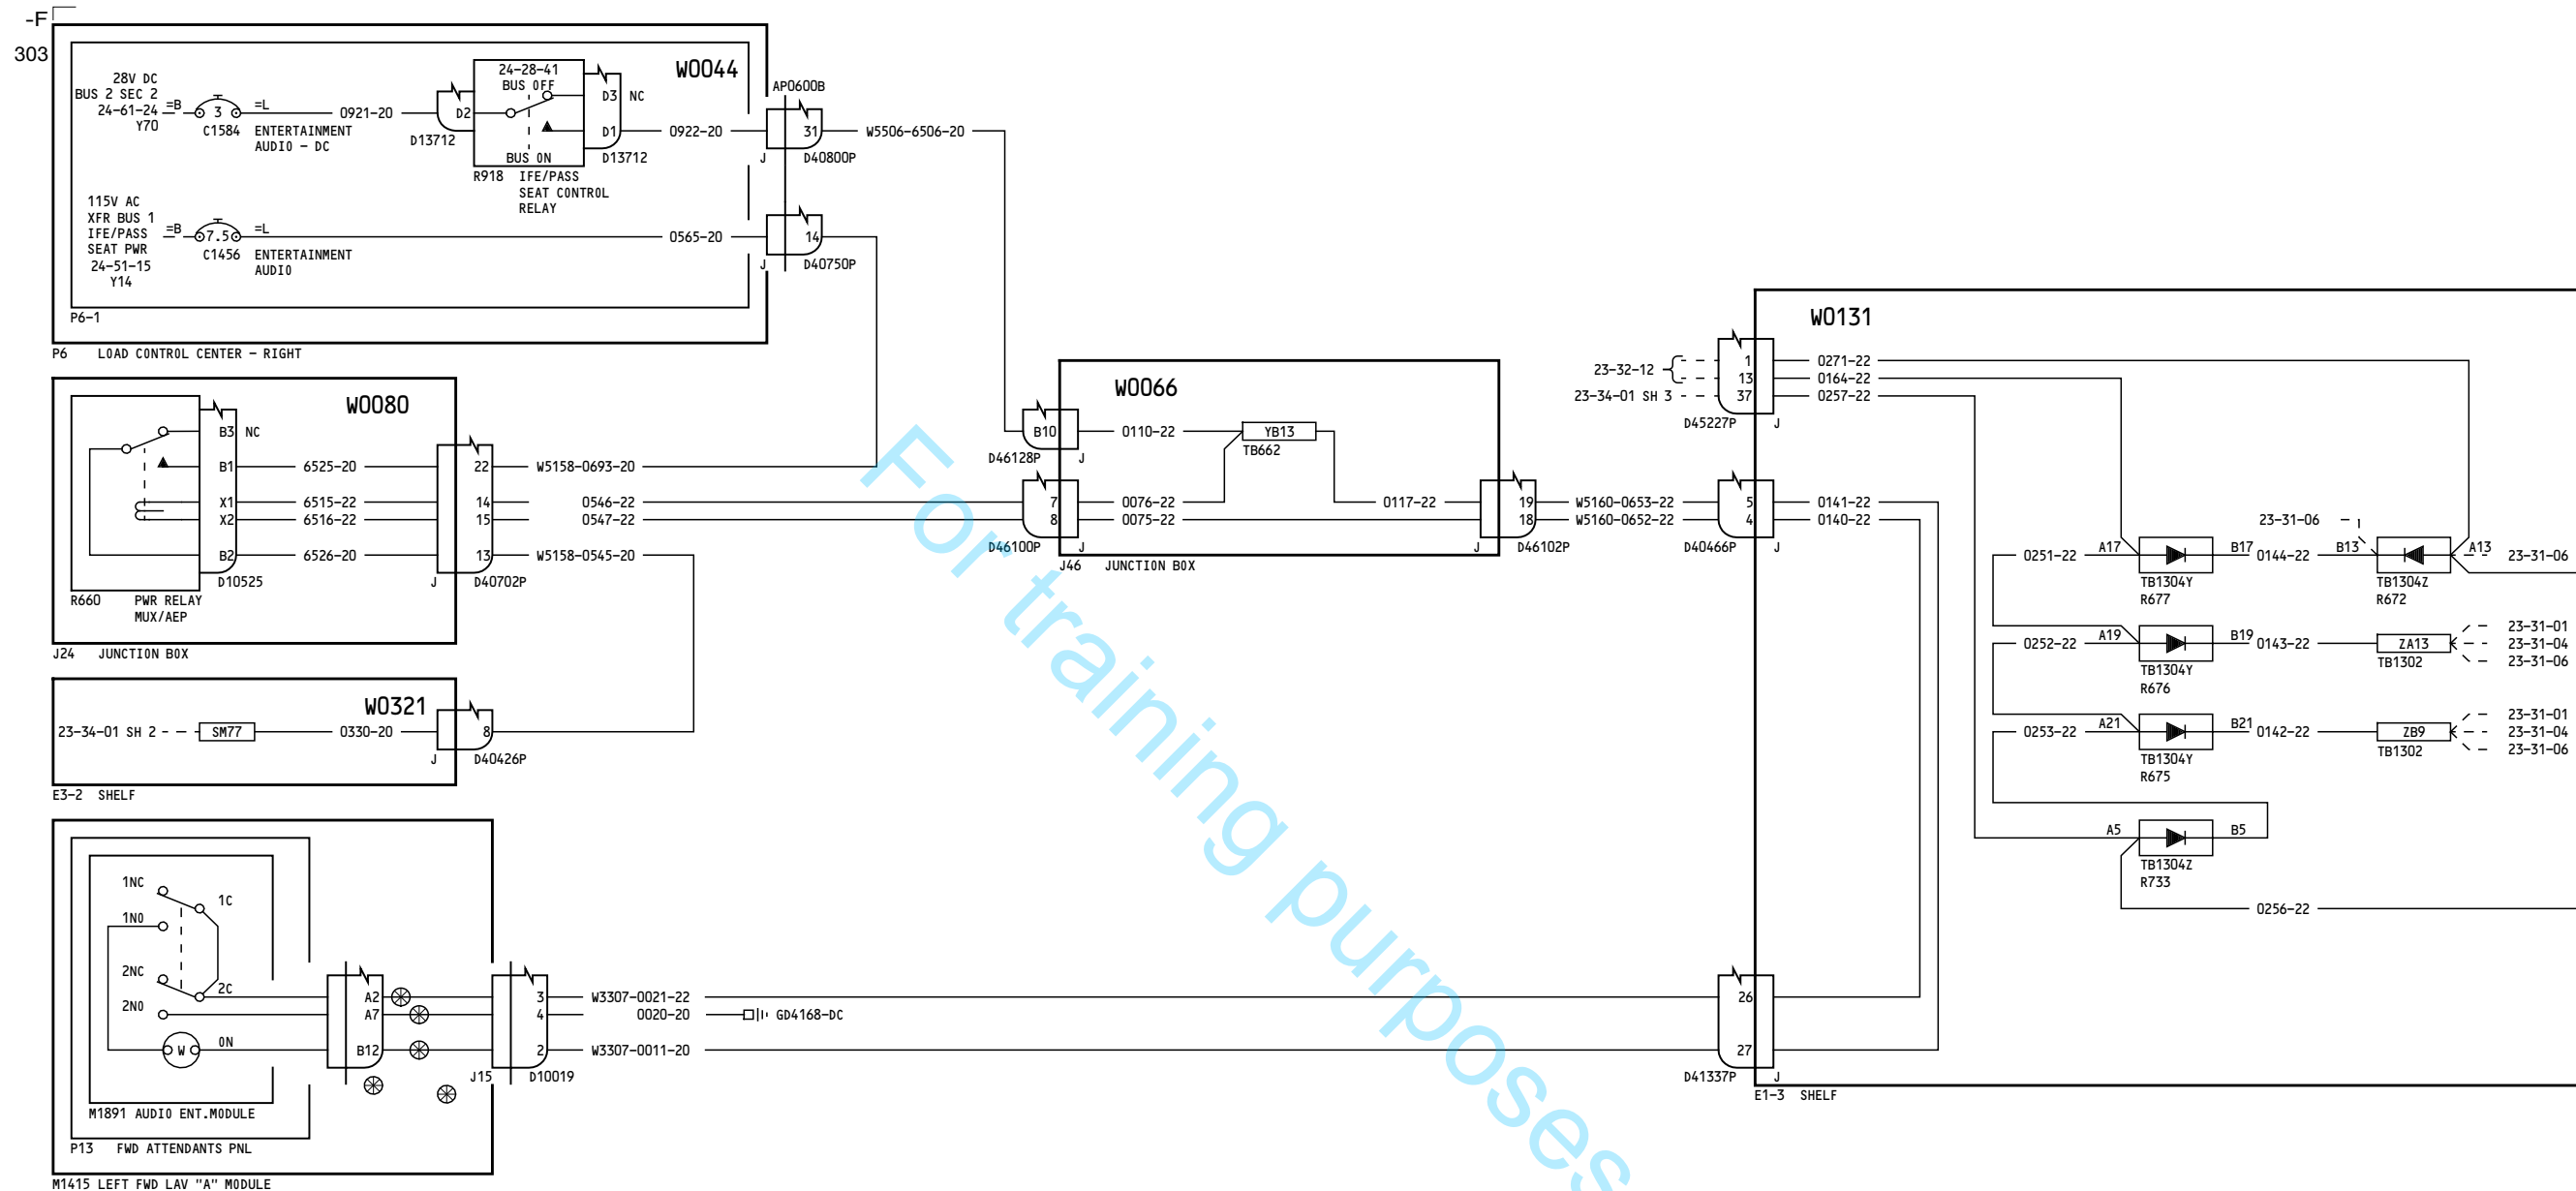 -F
303
W0044
28V DC
BUS 2 SEC 2
24-61-24
Y70
=B
3
=L
C1584
ENTERTAINMENT
AUDIO - DC
0921-20
D2
D13712
24-28-41
BUS OFF
BUS ON
D3
NC
D1
D13712
R918
IFE/PASS
SEAT CONTROL
RELAY
0922-20
AP0600B
31
J
D40800P
W5506-6506-20
115V AC
XFR BUS 1
IFE/PASS
SEAT PWR
24-51-15
Y14
=B
7.5
=L
C1456
ENTERTAINMENT
AUDIO
0565-20
14
J
D40750P
P6-1
P6 LOAD CONTROL CENTER - RIGHT
W0080
B3 NC
B1 6525-20 22 W5158-0693-20
X1 6515-22 14 0546-22
X2 6516-22 15 0547-22
B2 6526-20 13 W5158-0545-20
D10525
J
D40702P
R660
PWR RELAY
MUX/AEP
J24 JUNCTION BOX
W0321
23-34-01 SH 2
SM77
0330-20
8
J
D40426P
E3-2 SHELF
W0066
B10
0110-22
YB13
TB662
D46128P
J
7 0076-22 0117-22 19 W5160-0653-22
8 0075-22 18 W5160-0652-22
D46100P
J
J
D46102P
J46 JUNCTION BOX
W0131
23-32-12
1 0271-22
13 0164-22
23-34-01 SH 3 37 0257-22
D45227P
J
5 0141-22
4 0140-22
D40466P
J
23-31-06
0251-22 A17 B17 0144-22 B13 A13 23-31-06
TB1304Y
R677
TB1304Z
R672
0252-22 A19 B19 0143-22 ZA13
TB1304Y
R676
TB1302
23-31-01
23-31-04
23-31-06
0253-22 A21 B21 0142-22 ZB9
TB1304Y
R675
TB1302
23-31-01
23-31-04
23-31-06
A5 B5
TB1304Z
R733
0256-22
1NC
1C
1NO
2NC
2C
2NO
W
ON
A2
A7
B12
3 W3307-0021-22
4 0020-20 GD4168-DC
2 W3307-0011-20
J15
D10019
26
27
D41337P
J
E1-3 SHELF
M1891 AUDIO ENT.MODULE
P13 FWD ATTENDANTS PNL
M1415 LEFT FWD LAV "A" MODULE
For training purposes